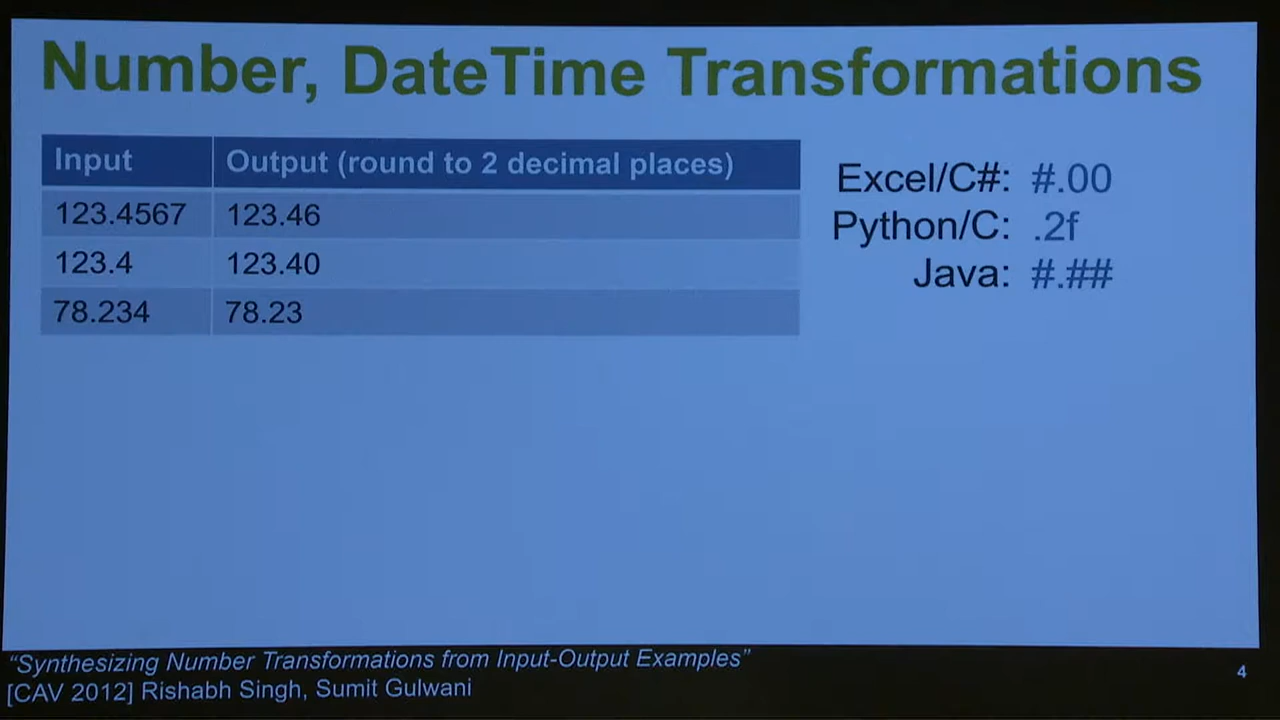 Number, DateTime Transformations
Input Output (round to 2 decimal places)
123.4567 123.46
123.4 123.40
78.234 78.23
Excel/C#: #.00
Python/C: .2f
Java: #.##
"Synthesizing Number Transformations from Input-Output Examples"
[CAV 2012] Rishabh Singh, Sumit Gulwani
4